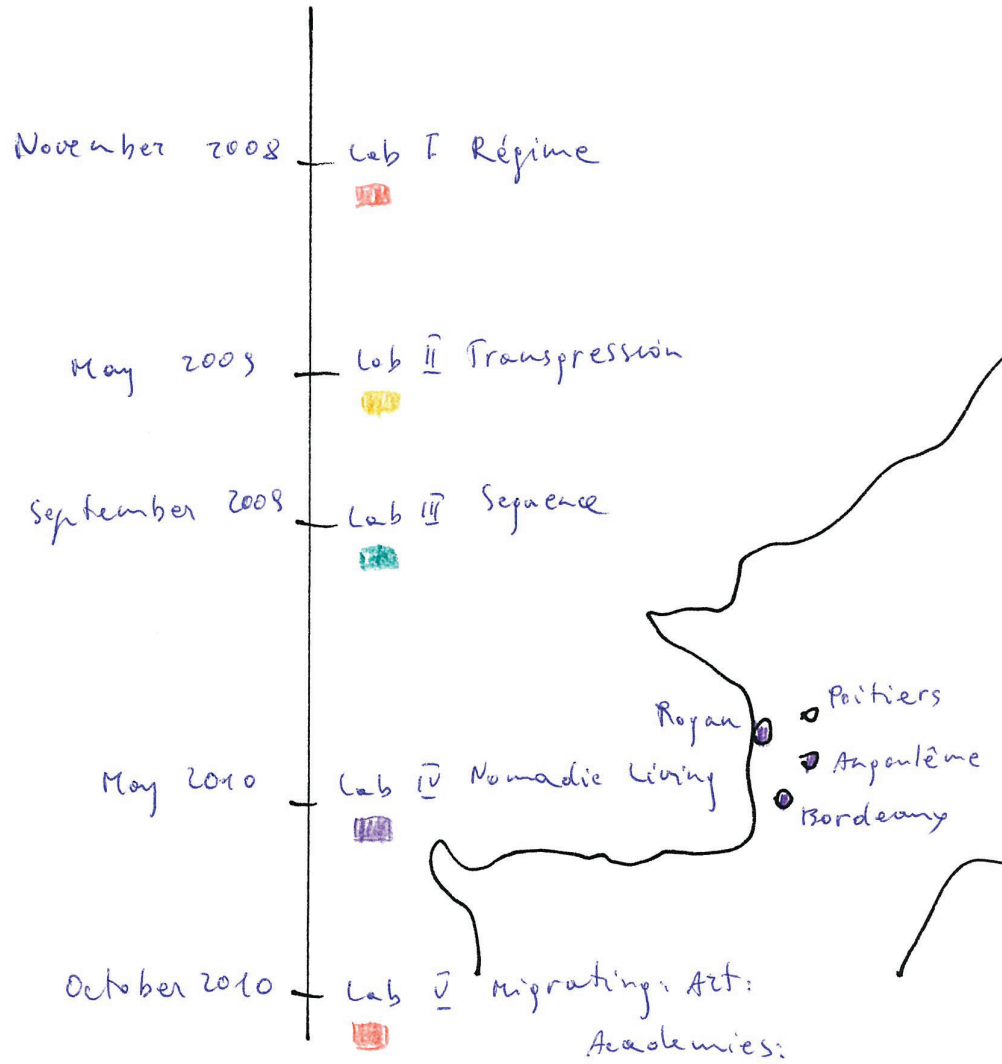 November 2008 Lab I Régime
May 2009 Lab II Transgression
September 2009 Lab III Sequence
Royan Poitiers
Angoulême
May 2010 Lab IV Nomadic Living
Bordeaux
October 2010 Lab V Migrating: Art:
Academies: